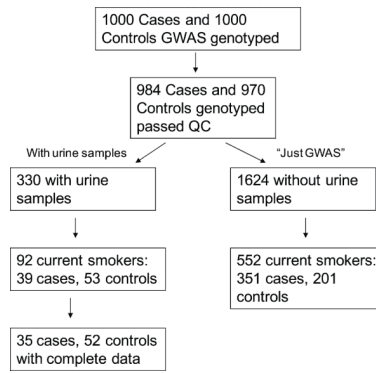 1000 Cases and 1000
Controls GWAS genotyped
984 Cases and 970
Controls genotyped
passed QC
With urine samples
“Just GWAS”
330 with urine
samples
1624 without urine
samples
92 current smokers:
39 cases, 53 controls
552 current smokers:
351 cases, 201
controls
35 cases, 52 controls
with complete data